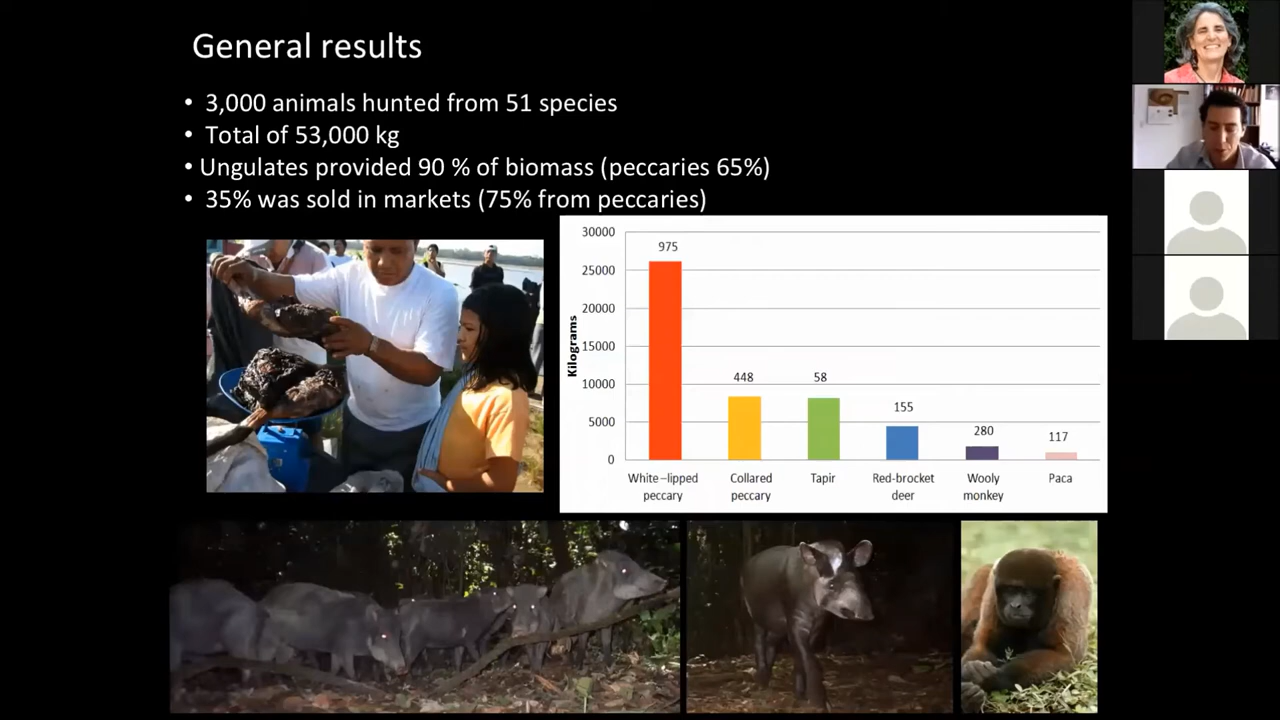 General results
• 3,000 animals hunted from 51 species
• Total of 53,000 kg
• Ungulates provided 90 % of biomass (peccaries 65%)
• 35% was sold in markets (75% from peccaries)
Kilograms
30000
25000
20000
15000
10000
5000
0
975
448
58
155
280
117
White –lipped
peccary
Collared
peccary
Tapir
Red-brocket
deer
Wooly
monkey
Paca